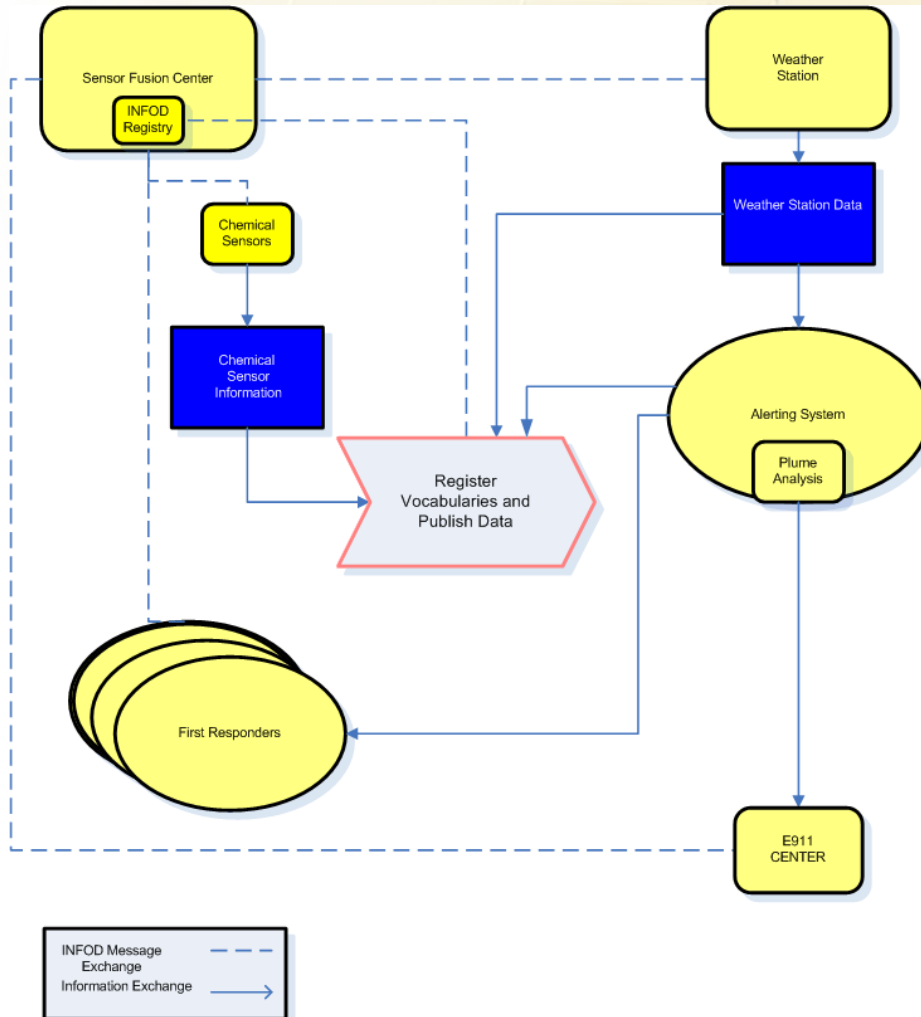 Sensor Fusion Center
INFOD
Registry
Weather
Station
Weather Station Data
Chemical
Sensors
Chemical
Sensor
Information
Alerting System
Plume
Analysis
Register
Vocabularies and
Publish Data
First Responders
E911
CENTER
INFOD Message
Exchange
Information Exchange